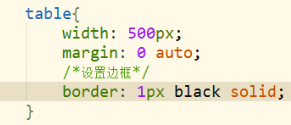 table{
width: 500px;
margin: 0 auto;
/*设置边框*/
border: 1px black solid;
}